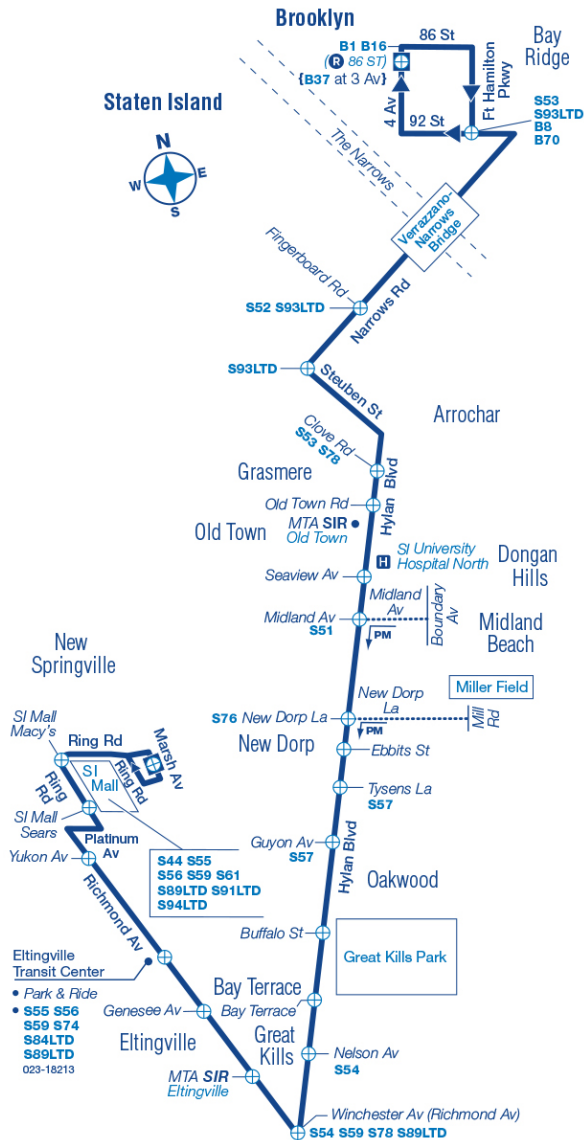 Brooklyn
Staten Island
N
W
E
S
B1 B16
(R 86 ST)
{B37 at 3 Av}
86 St
4 Av
92 St
Ft Hamilton
Pkwy
Bay
Ridge
S53
S93LTD
B8
B70
The Narrows
Verrazzano-
Narrows
Bridge
Fingerboard Rd
S52 S93LTD
Narrows Rd
S93LTD
Steuben St
Arrochar
Clove Rd
S53 S78
Hylan Blvd
Grasmere
Old Town Rd
Old Town
MTA SIR
Old Town
H
SI University
Hospital North
Dongan
Hills
Seaview Av
Midland
Av
Boundary
Av
Midland Av
S51
PM
Midland
Beach
New Dorp
La
Miller Field
Mill
Rd
S76 New Dorp La
PM
New Dorp
Ebbits St
Tysens La
S57
Guyon Av
S57
Hylan Blvd
Oakwood
Buffalo St
Great Kills Park
Bay Terrace
Bay Terrace
Great
Kills
Nelson Av
S54
Winchester Av (Richmond Av)
S54 S59 S78 S89LTD
New
Springville
SI Mall
Macy's
Ring Rd
Marsh Av
Ring Rd
SI
Mall
Ring
Rd
SI Mall
Sears
Platinum
Av
Yukon Av
S44 S55
S56 S59 S61
S89LTD S91LTD
S94LTD
Richmond Av
Eltingville
Transit Center
• Park & Ride
• S55 S56
S59 S74
S84LTD
S89LTD
023-18213
Genesee Av
Eltingville
MTA SIR
Eltingville